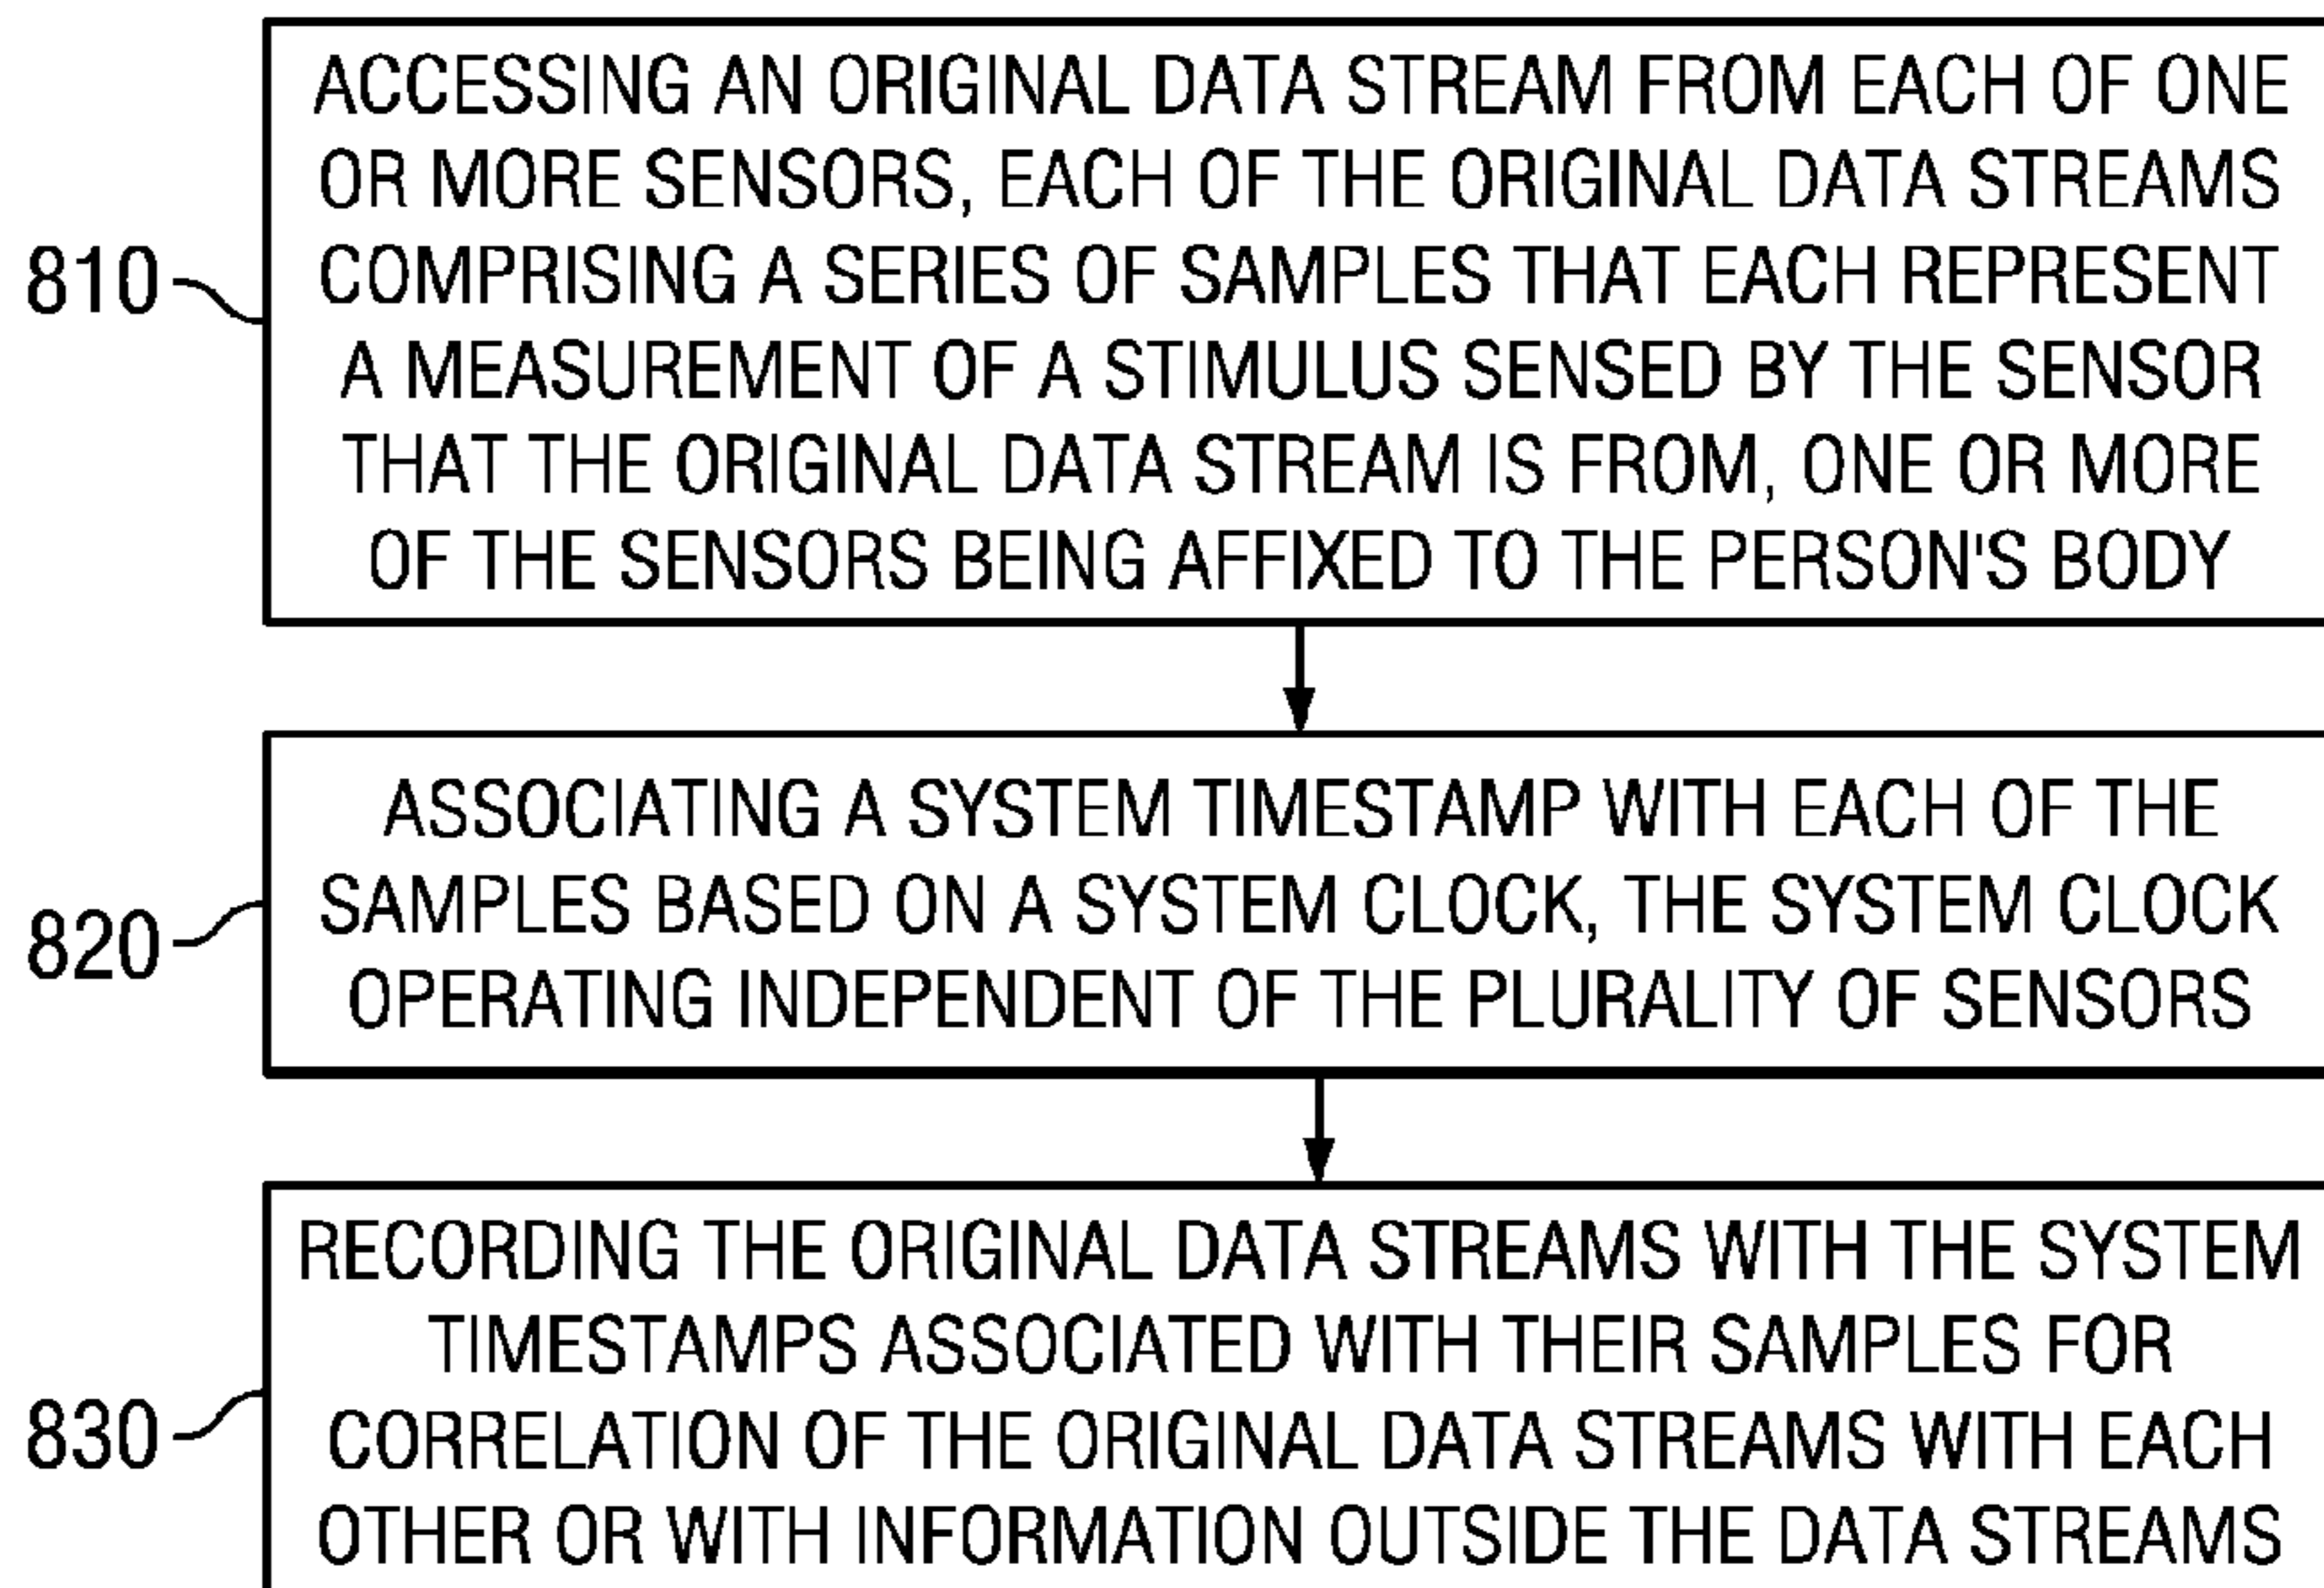 ACCESSING AN ORIGINAL DATA STREAM FROM EACH OF ONE
OR MORE SENSORS, EACH OF THE ORIGINAL DATA STREAMS
COMPRISING A SERIES OF SAMPLES THAT EACH REPRESENT
A MEASUREMENT OF A STIMULUS SENSED BY THE SENSOR
THAT THE ORIGINAL DATA STREAM IS FROM, ONE OR MORE
OF THE SENSORS BEING AFFIXED TO THE PERSON'S BODY
810
ASSOCIATING A SYSTEM TIMESTAMP WITH EACH OF THE
SAMPLES BASED ON A SYSTEM CLOCK, THE SYSTEM CLOCK
OPERATING INDEPENDENT OF THE PLURALITY OF SENSORS
820
RECORDING THE ORIGINAL DATA STREAMS WITH THE SYSTEM
TIMESTAMPS ASSOCIATED WITH THEIR SAMPLES FOR
CORRELATION OF THE ORIGINAL DATA STREAMS WITH EACH
OTHER OR WITH INFORMATION OUTSIDE THE DATA STREAMS
830